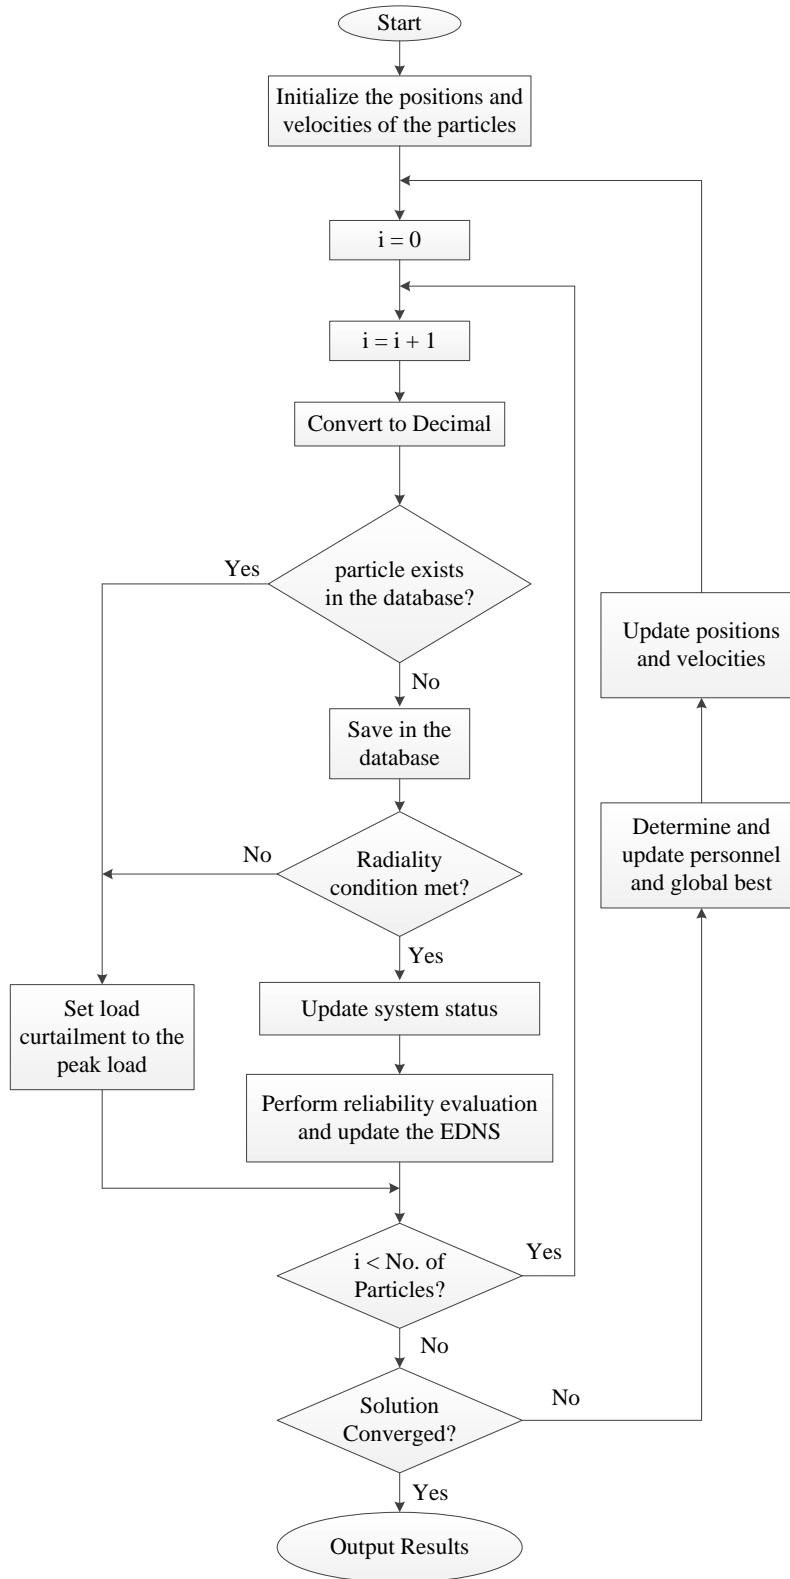 Start
Initialize the positions and
velocities of the particles
i = 0
i = i + 1
Convert to Decimal
Yes
particle exists
in the database?
Update positions
and velocities
No
Save in the
database
Determine and
update personnel
and global best
No
Radiality
condition met?
Yes
Set load
curtailment to the
peak load
Update system status
Perform reliability evaluation
and update the EDNS
i < No. of
Particles?
Yes
No
Solution
Converged?
No
Yes
Output Results